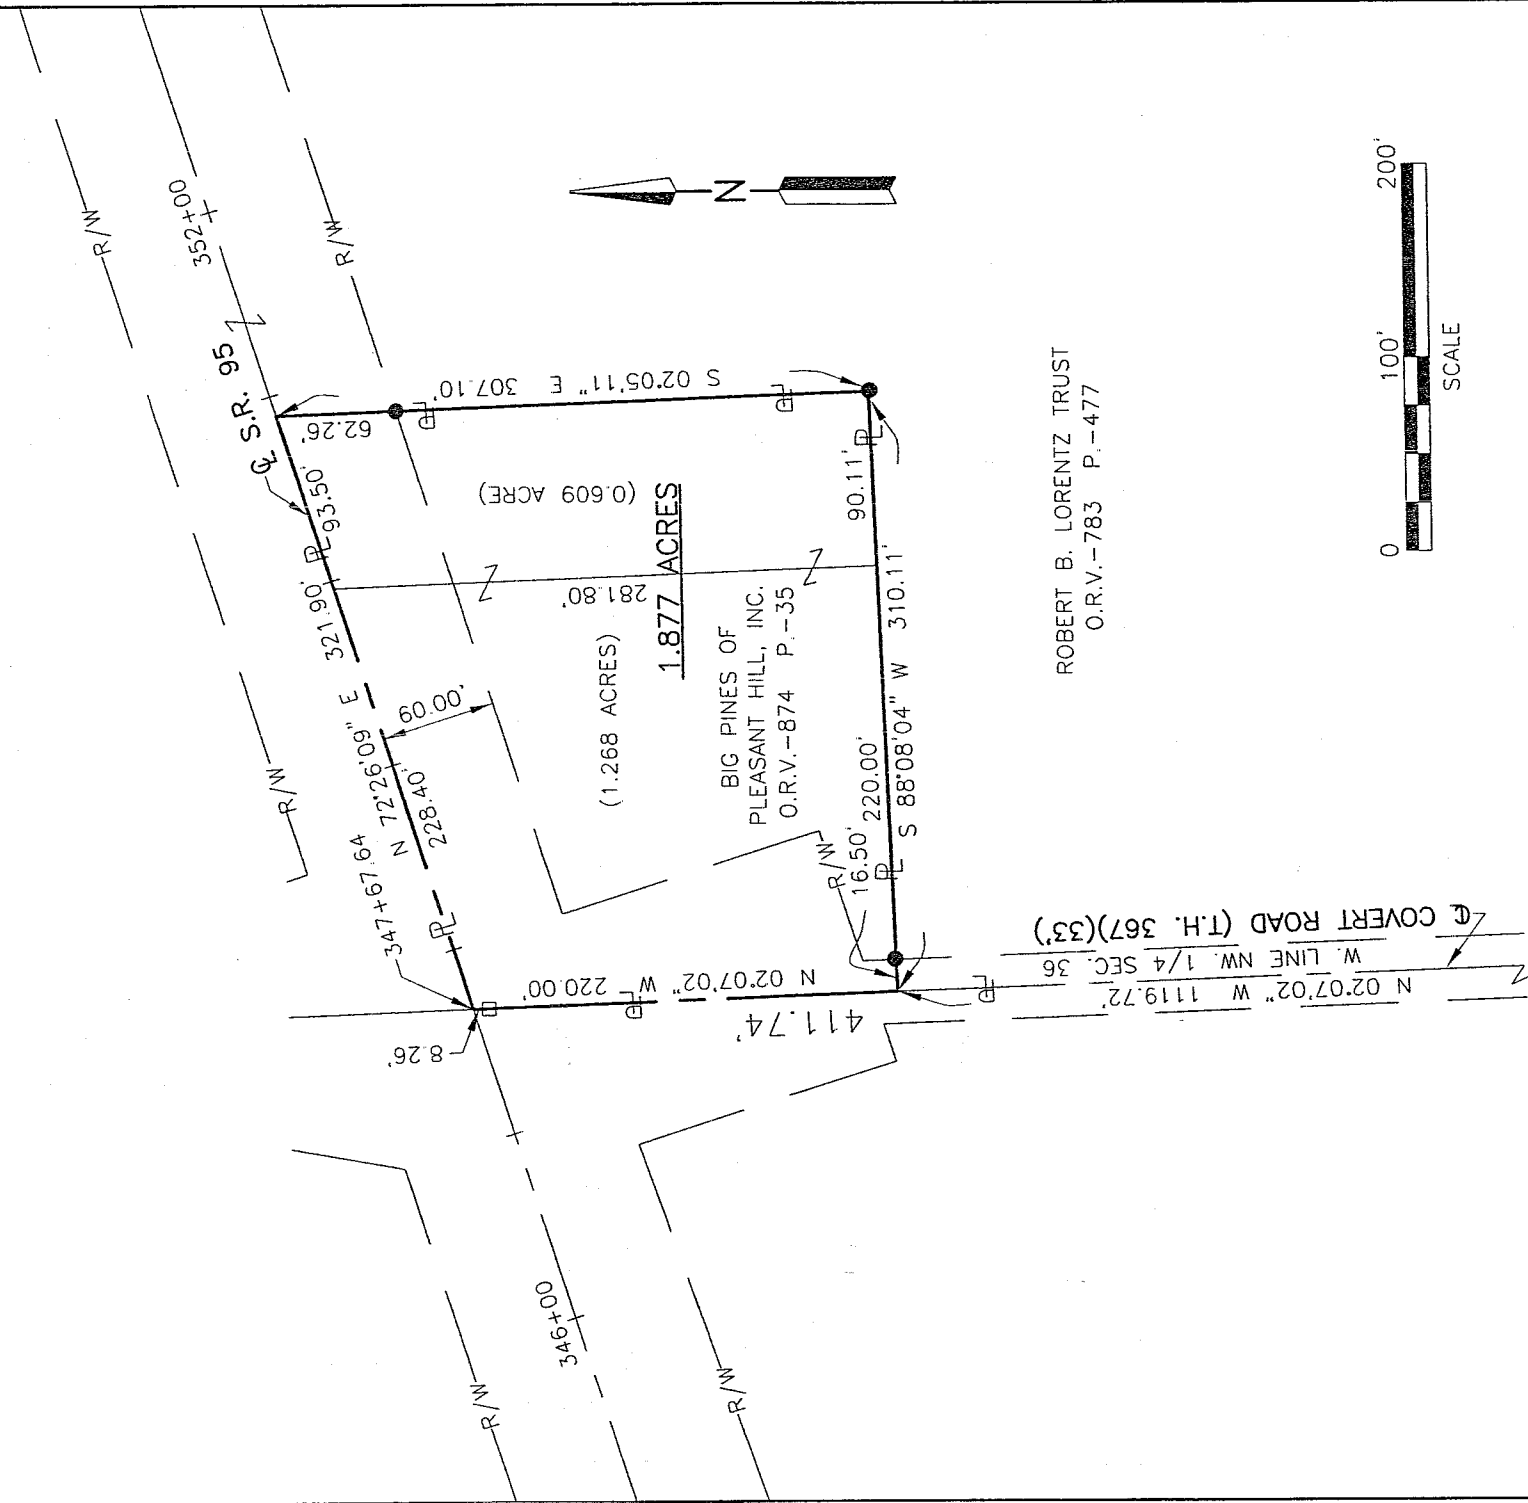 R/W
352+00
R/W
R/W
℄ S.R. 95
N
62.26'
S 02°05'11" E 307.10'
93.50'
P
L
321.90'
N 72°26'09" E
228.40'
60.00'
347+67.64
R/W
(0.609 ACRE)
1.877 ACRES
281.80'
(1.268 ACRES)
BIG PINES OF
PLEASANT HILL, INC.
O.R.V.-874 P.-35
90.11'
310.11'
S 88°08'04" W
220.00'
16.50'
R/W
N 02°07'02" W 220.00'
411.74'
8.26'
ROBERT B. LORENTZ TRUST
O.R.V.-783 P.-477
0 100' 200'
SCALE
℄ COVERT ROAD (T.H. 367)(33')
W. LINE NW. 1/4 SEC. 36
N 02°07'02" W 1119.72'
346+00
R/W
R/W